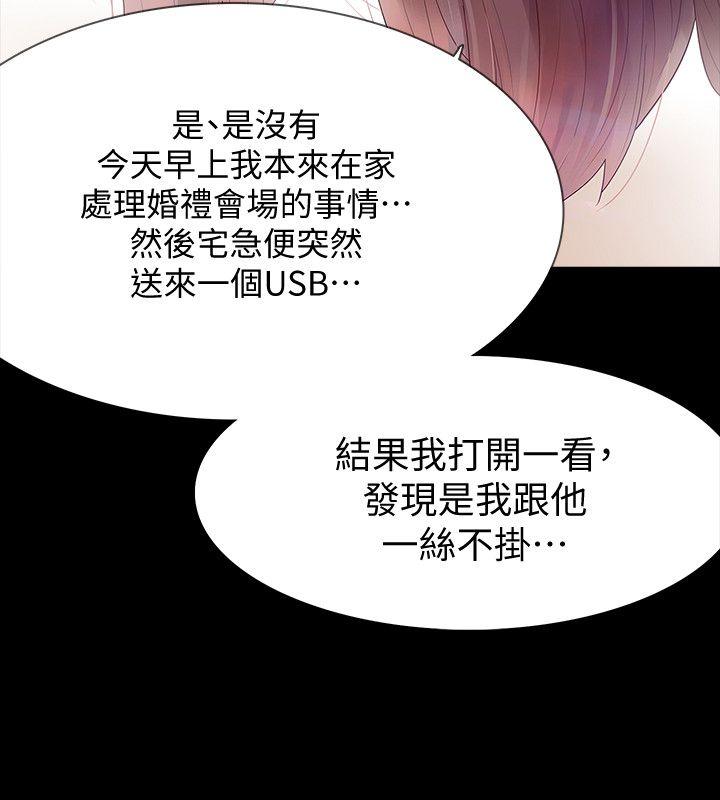 是、是沒有
今天早上我本來在家
處理婚禮會場的事情⋯
然後宅急便突然
送來一個USB⋯
結果我打開一看，
發現是我跟他
一絲不掛⋯